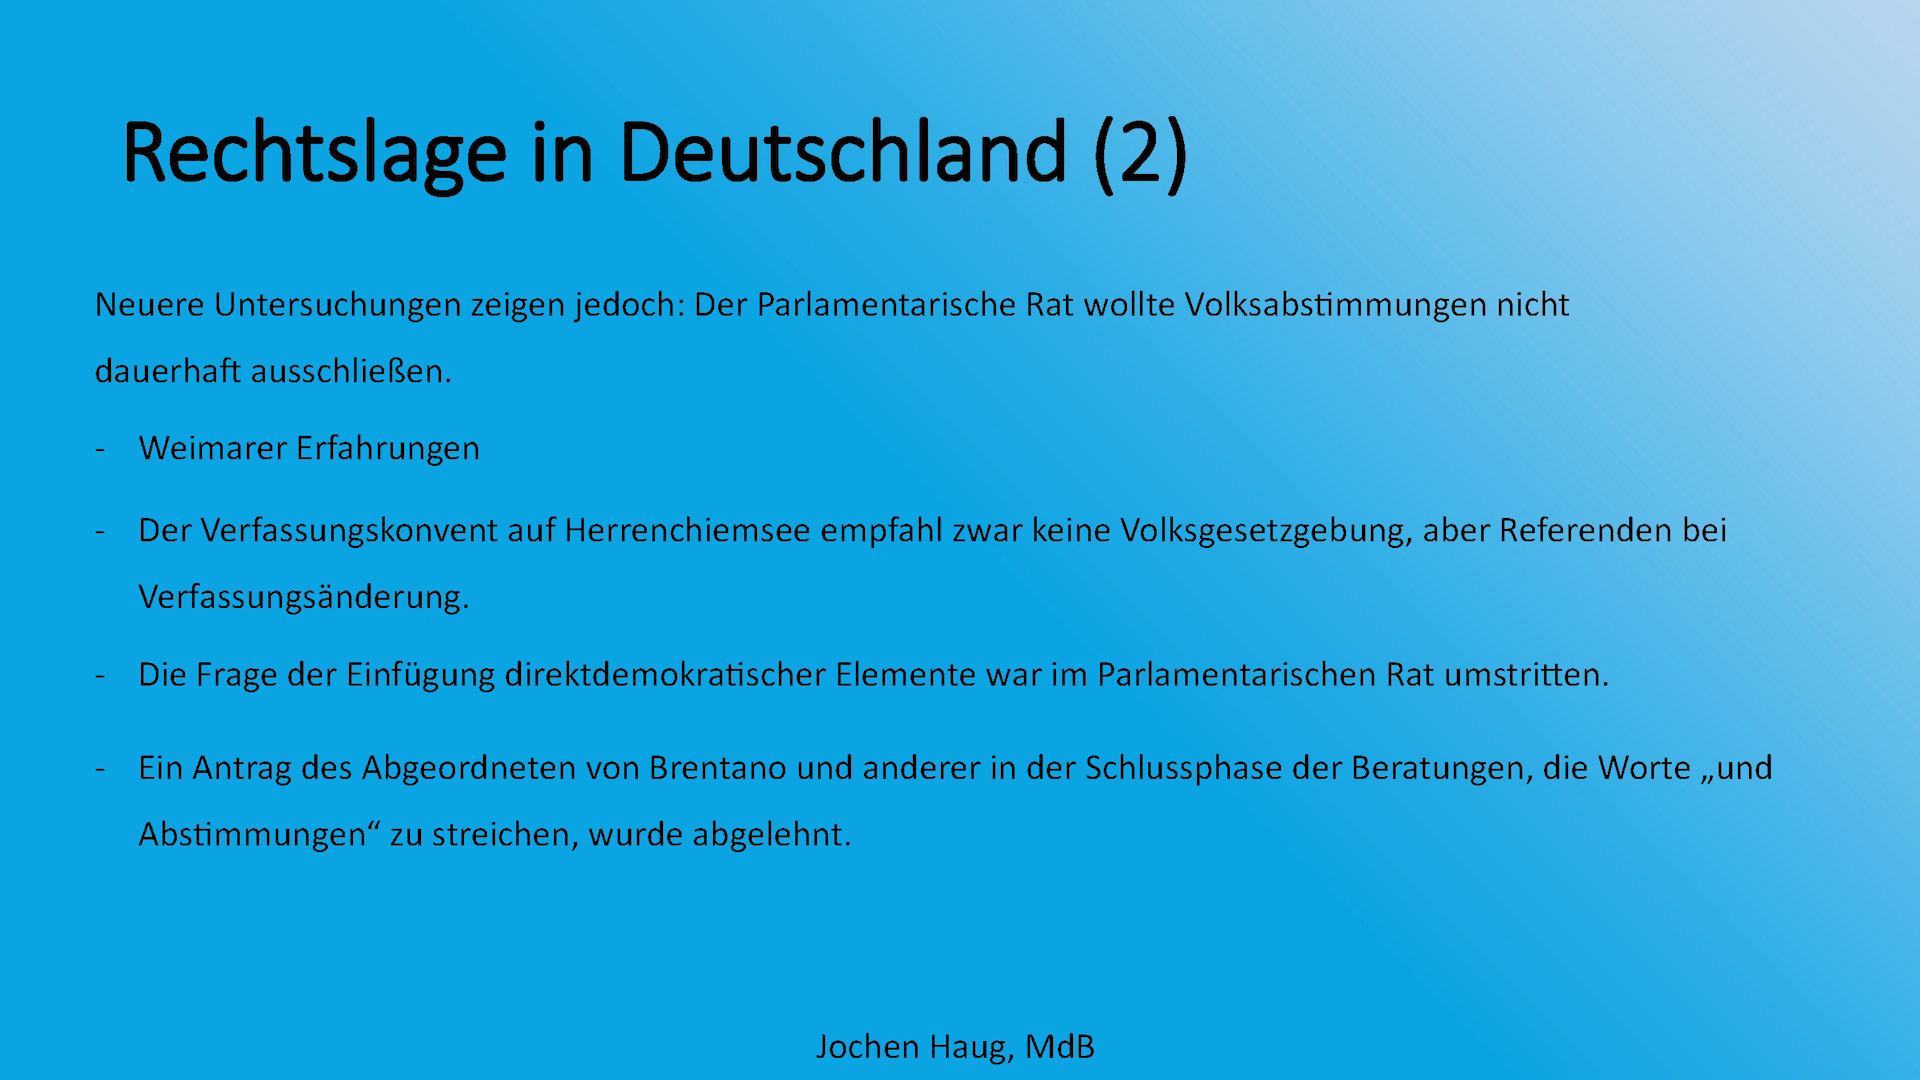 Rechtslage in Deutschland (2)
Neuere Untersuchungen zeigen jedoch: Der Parlamentarische Rat wollte Volksabstimmungen nicht
dauerhaft ausschließen.
- Weimarer Erfahrungen
- Der Verfassungskonvent auf Herrenchiemsee empfahl zwar keine Volksgesetzgebung, aber Referenden bei
Verfassungsänderung.
- Die Frage der Einfügung direktdemokratischer Elemente war im Parlamentarischen Rat umstritten.
- Ein Antrag des Abgeordneten von Brentano und anderer in der Schlussphase der Beratungen, die Worte „und
Abstimmungen“ zu streichen, wurde abgelehnt.
Jochen Haug, MdB